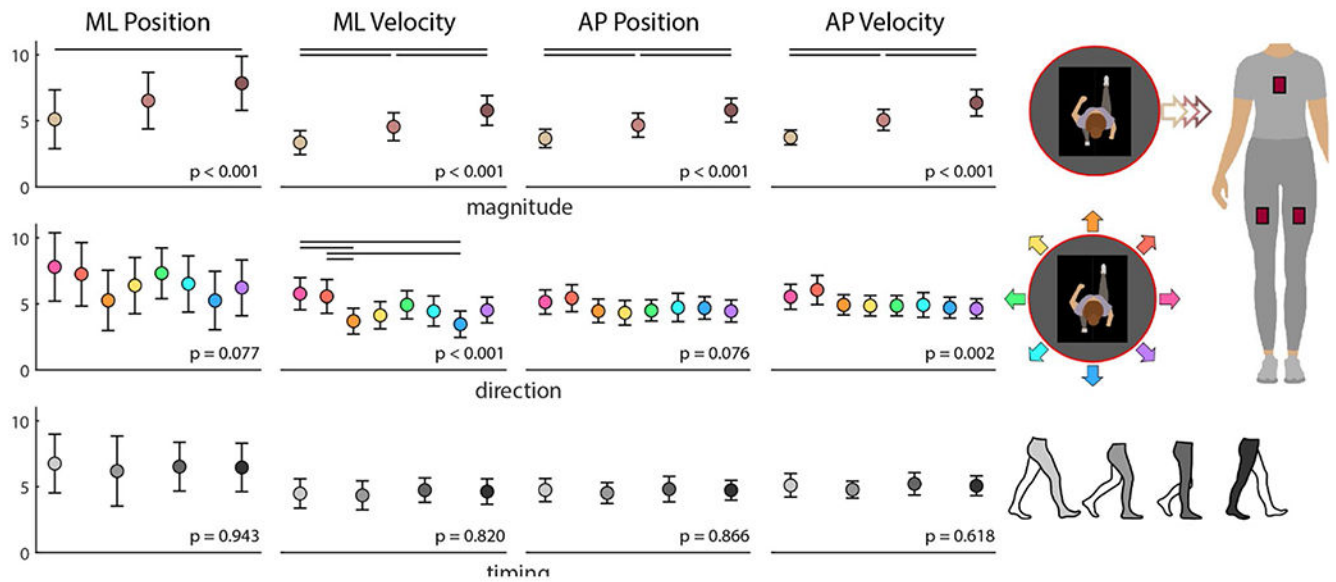 ML Position ML Velocity AP Position AP Velocity
10
5
0
p < 0.001 p < 0.001 p < 0.001 p < 0.001
magnitude
10
5
0
p = 0.077 p < 0.001 p = 0.076 p = 0.002
direction
10
5
0
p = 0.943 p = 0.820 p = 0.866 p = 0.618
timing